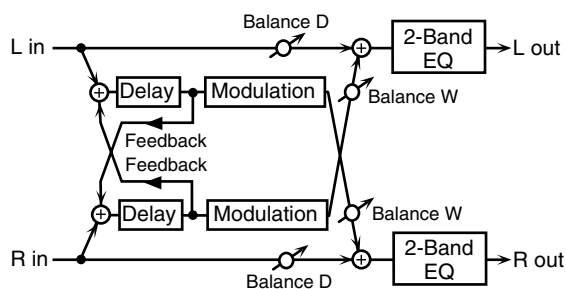 Balance D
L in
2-Band
EQ
L out
Delay
Modulation
Balance W
Feedback
Feedback
Delay
Modulation
Balance W
R in
2-Band
EQ
R out
Balance D